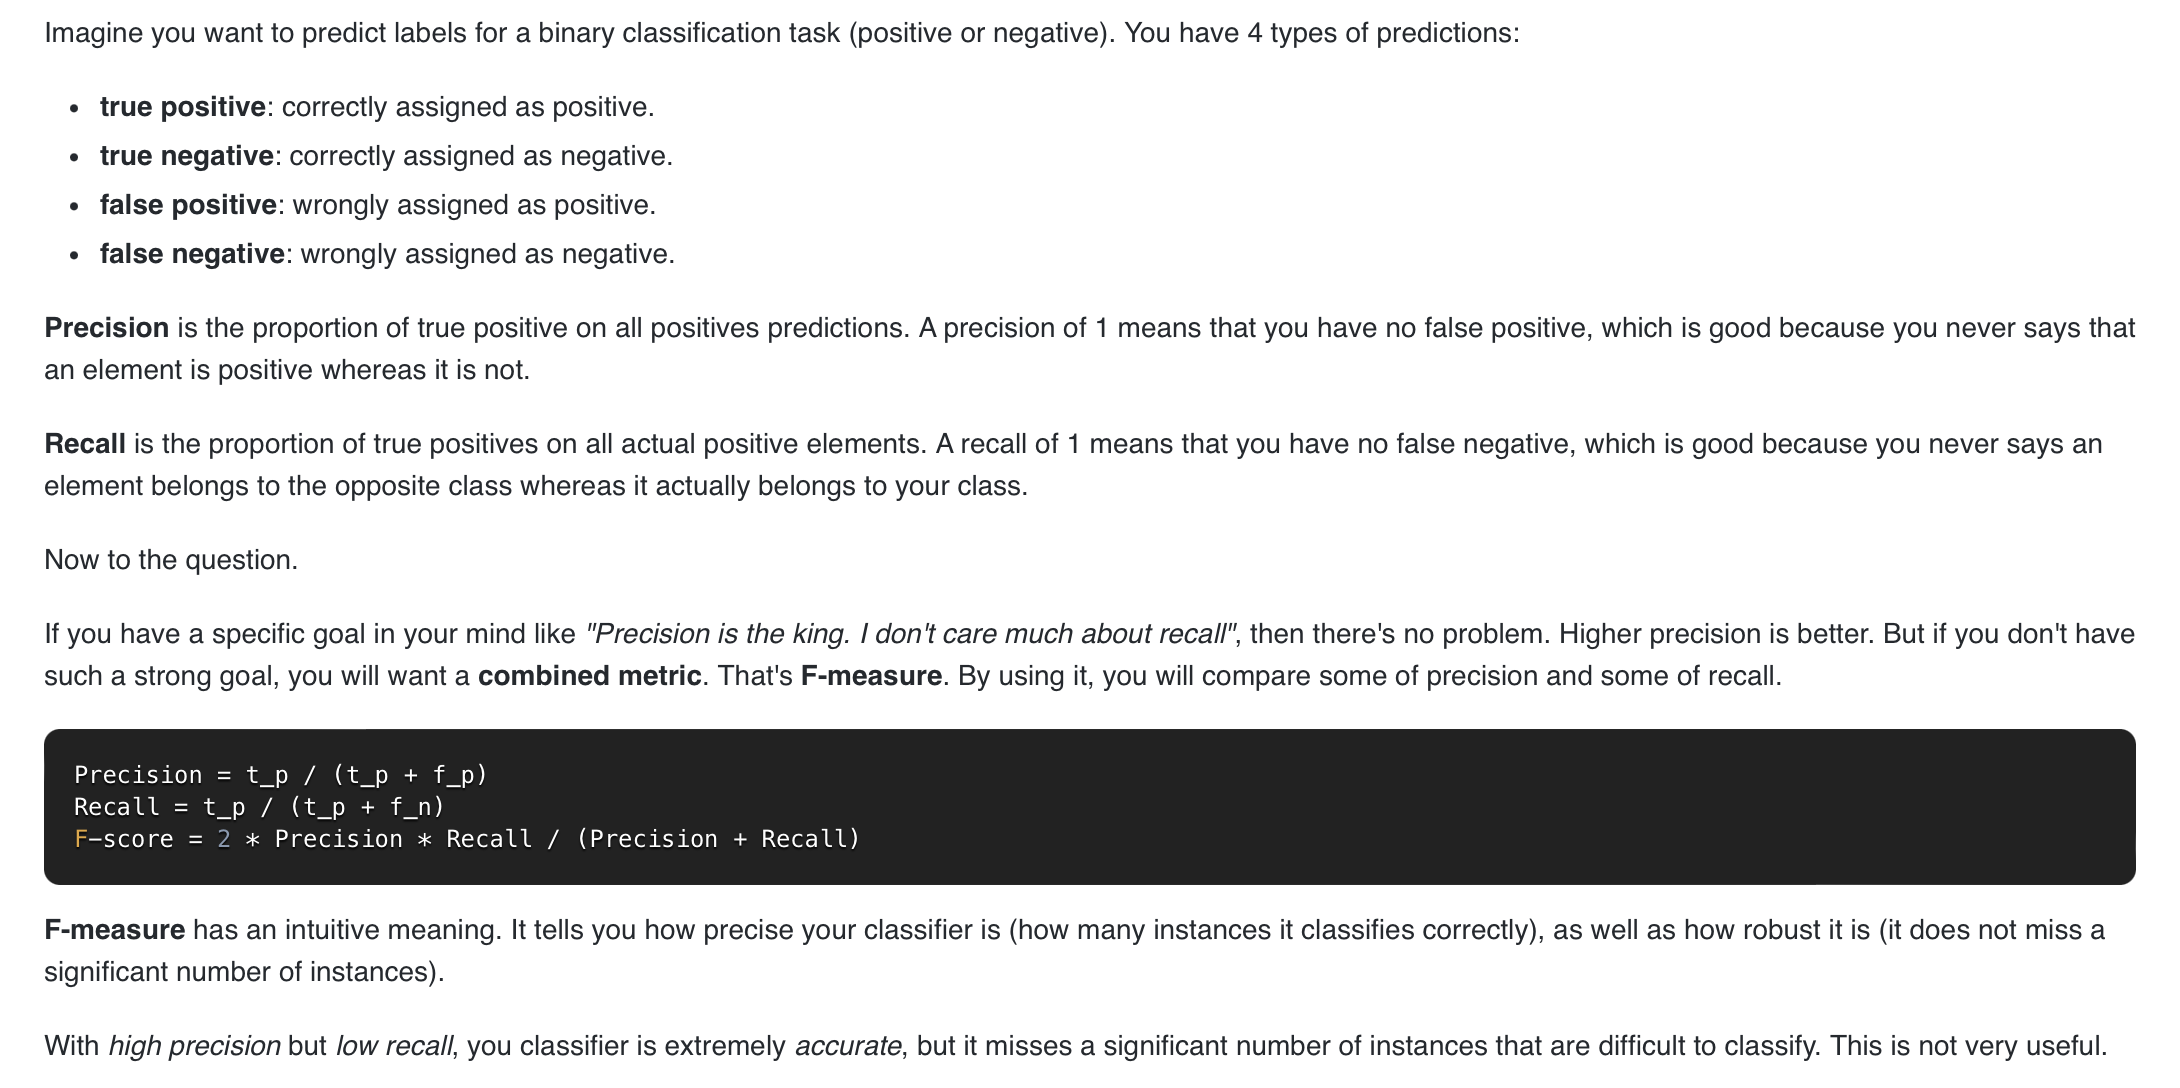 Imagine you want to predict labels for a binary classification task (positive or negative). You have 4 types of predictions:
• true positive: correctly assigned as positive.
• true negative: correctly assigned as negative.
• false positive: wrongly assigned as positive.
• false negative: wrongly assigned as negative.
Precision is the proportion of true positive on all positives predictions. A precision of 1 means that you have no false positive, which is good because you never says that
an element is positive whereas it is not.
Recall is the proportion of true positives on all actual positive elements. A recall of 1 means that you have no false negative, which is good because you never says an
element belongs to the opposite class whereas it actually belongs to your class.
Now to the question.
If you have a specific goal in your mind like "Precision is the king. I don't care much about recall", then there's no problem. Higher precision is better. But if you don't have
such a strong goal, you will want a combined metric. That's F-measure. By using it, you will compare some of precision and some of recall.
Precision = t_p / (t_p + f_p)
Recall = t_p / (t_p + f_n)
F-score = 2 * Precision * Recall / (Precision + Recall)
F-measure has an intuitive meaning. It tells you how precise your classifier is (how many instances it classifies correctly), as well as how robust it is (it does not miss a
significant number of instances).
With high precision but low recall, you classifier is extremely accurate, but it misses a significant number of instances that are difficult to classify. This is not very useful.